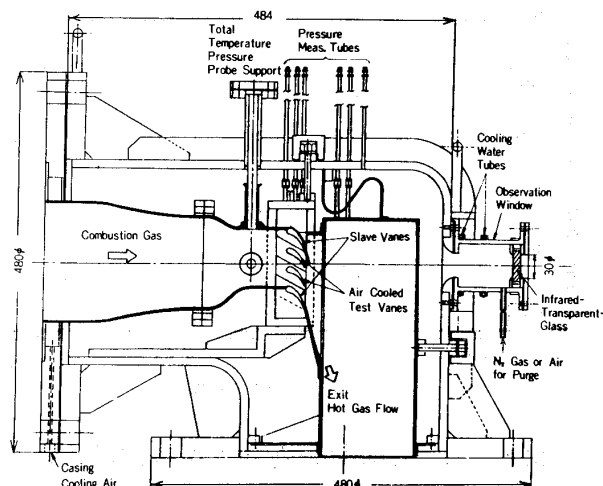 484
Total
Temperature
Pressure
Probe Support
Pressure
Meas. Tubes
Cooling
Water
Tubes
Observation
Window
Combustion Gas
Slave Vanes
480φ
30φ
Air Cooled
Test Vanes
Infrared-
Transparent-
Glass
N₂ Gas or Air
for Purge
Exit
Hot Gas Flow
Casing
Cooling Air
480φ